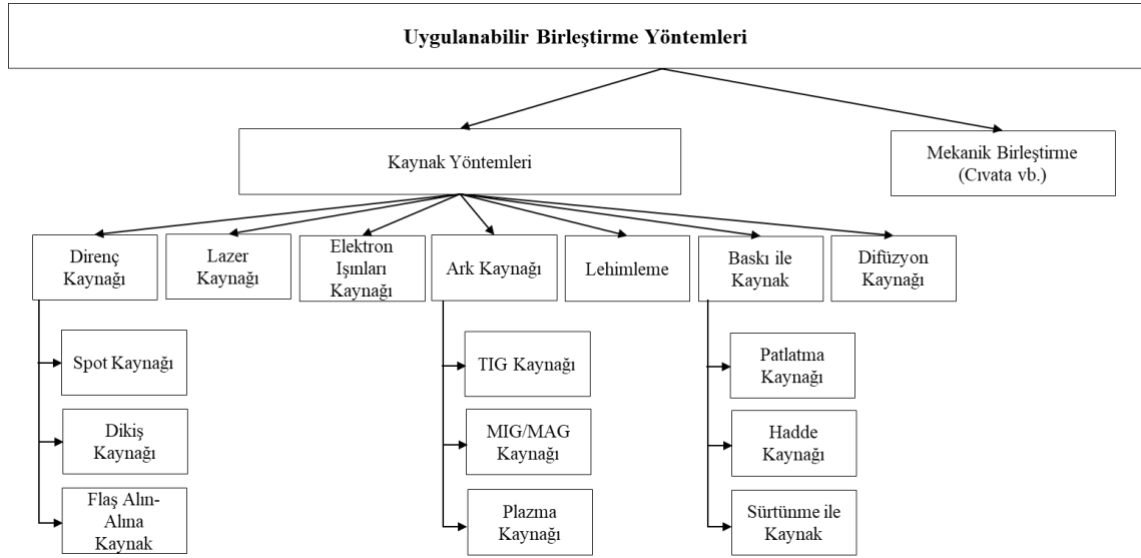 Uygulanabilir Birleştirme Yöntemleri
Kaynak Yöntemleri
Mekanik Birleştirme
(Cıvata vb.)
Direnç
Kaynağı
Lazer
Kaynağı
Elektron
Işınları
Kaynağı
Ark Kaynağı
Lehimleme
Baskı ile
Kaynak
Difüzyon
Kaynağı
Spot Kaynağı
Dikiş
Kaynağı
Flaş Alın-
Alına
Kaynak
TIG Kaynağı
MIG/MAG
Kaynağı
Plazma
Kaynağı
Patlatma
Kaynağı
Hadde
Kaynağı
Sürtünme ile
Kaynak